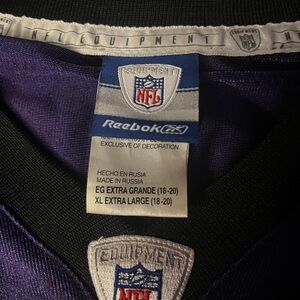 NFL EQUIPMENT
EQUIPMENT
NFL
Reebok
EXCLUSIVE OF DECORATION
HECHO EN RUSIA
MADE IN RUSSIA
EG EXTRA GRANDE (18-20)
XL EXTRA LARGE (18-20)
EQUIPMENT
NFL